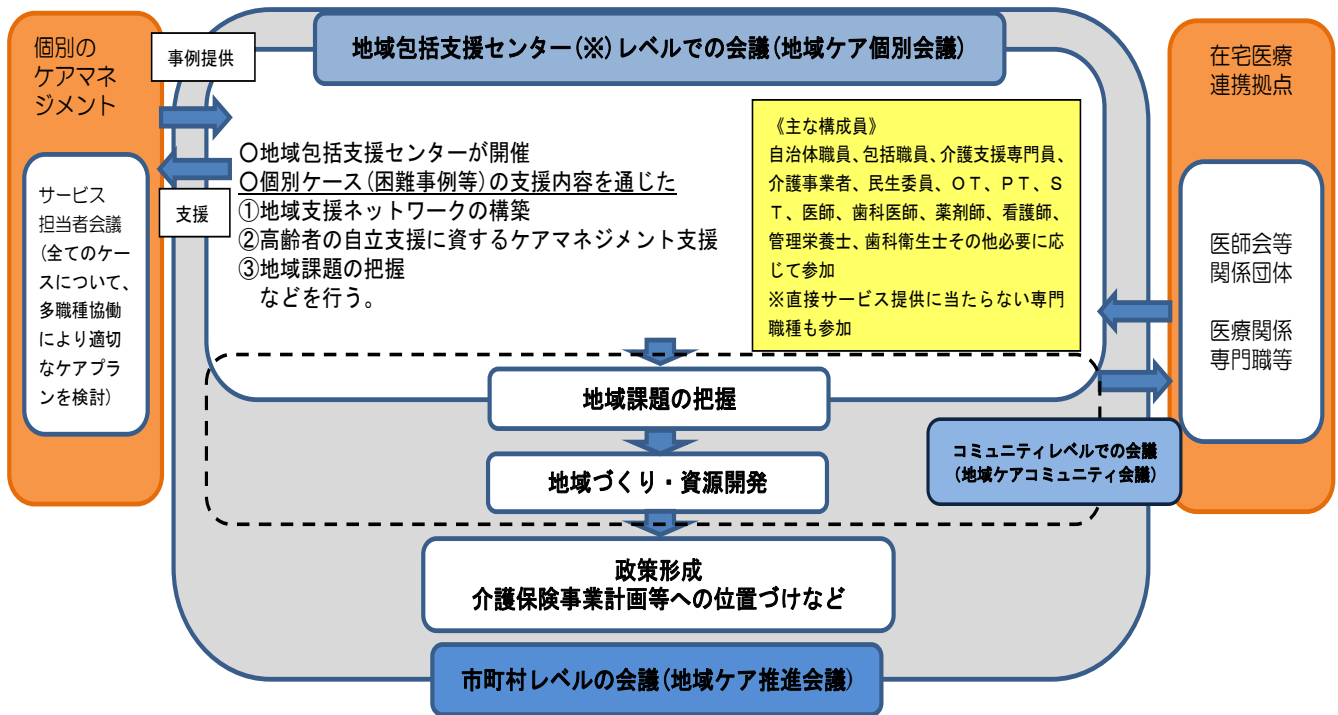 地域包括支援センター(※)レベルでの会議(地域ケア個別会議)
個別の
ケアマネ
ジメント
事例提供
支援
サービス
担当者会議
(全てのケー
スについて、
多職種協働
により適切
なケアプラ
ンを検討)
〇地域包括支援センターが開催
〇個別ケース(困難事例等)の支援内容を通じた
①地域支援ネットワークの構築
②高齢者の自立支援に資するケアマネジメント支援
③地域課題の把握
などを行う。
《主な構成員》
自治体職員、包括職員、介護支援専門員、
介護事業者、民生委員、OT、PT、S
T、医師、歯科医師、薬剤師、看護師、
管理栄養士、歯科衛生士その他必要に応
じて参加
※直接サービス提供に当たらない専門
職種も参加
在宅医療
連携拠点
医師会等
関係団体
医療関係
専門職等
地域課題の把握
地域づくり・資源開発
コミュニティレベルでの会議
(地域ケアコミュニティ会議)
政策形成
介護保険事業計画等への位置づけなど
市町村レベルの会議(地域ケア推進会議)